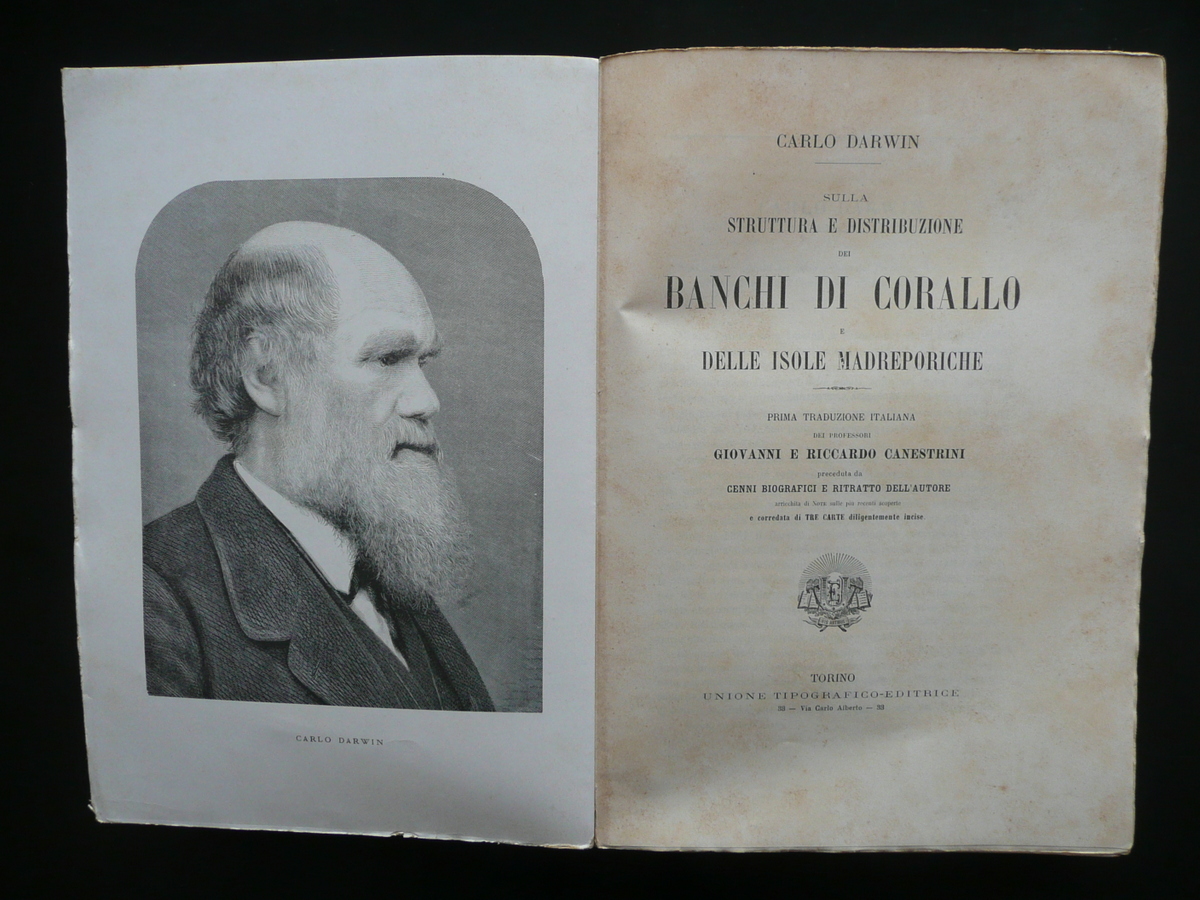 CARLO DARWIN
CARLO DARWIN
SULLA
STRUTTURA E DISTRIBUZIONE
DEI
BANCHI DI CORALLO
E
DELLE ISOLE MADREPORICHE
PRIMA TRADUZIONE ITALIANA
DEI PROFESSORI
GIOVANNI E RICCARDO CANESTRINI
preceduta da
CENNI BIOGRAFICI E RITRATTO DELL'AUTORE
arricchita di Note sulle più recenti scoperte
e corredata di TRE CARTE diligentemente incise.
TORINO
UNIONE TIPOGRAFICO-EDITRICE
33 — Via Carlo Alberto — 33